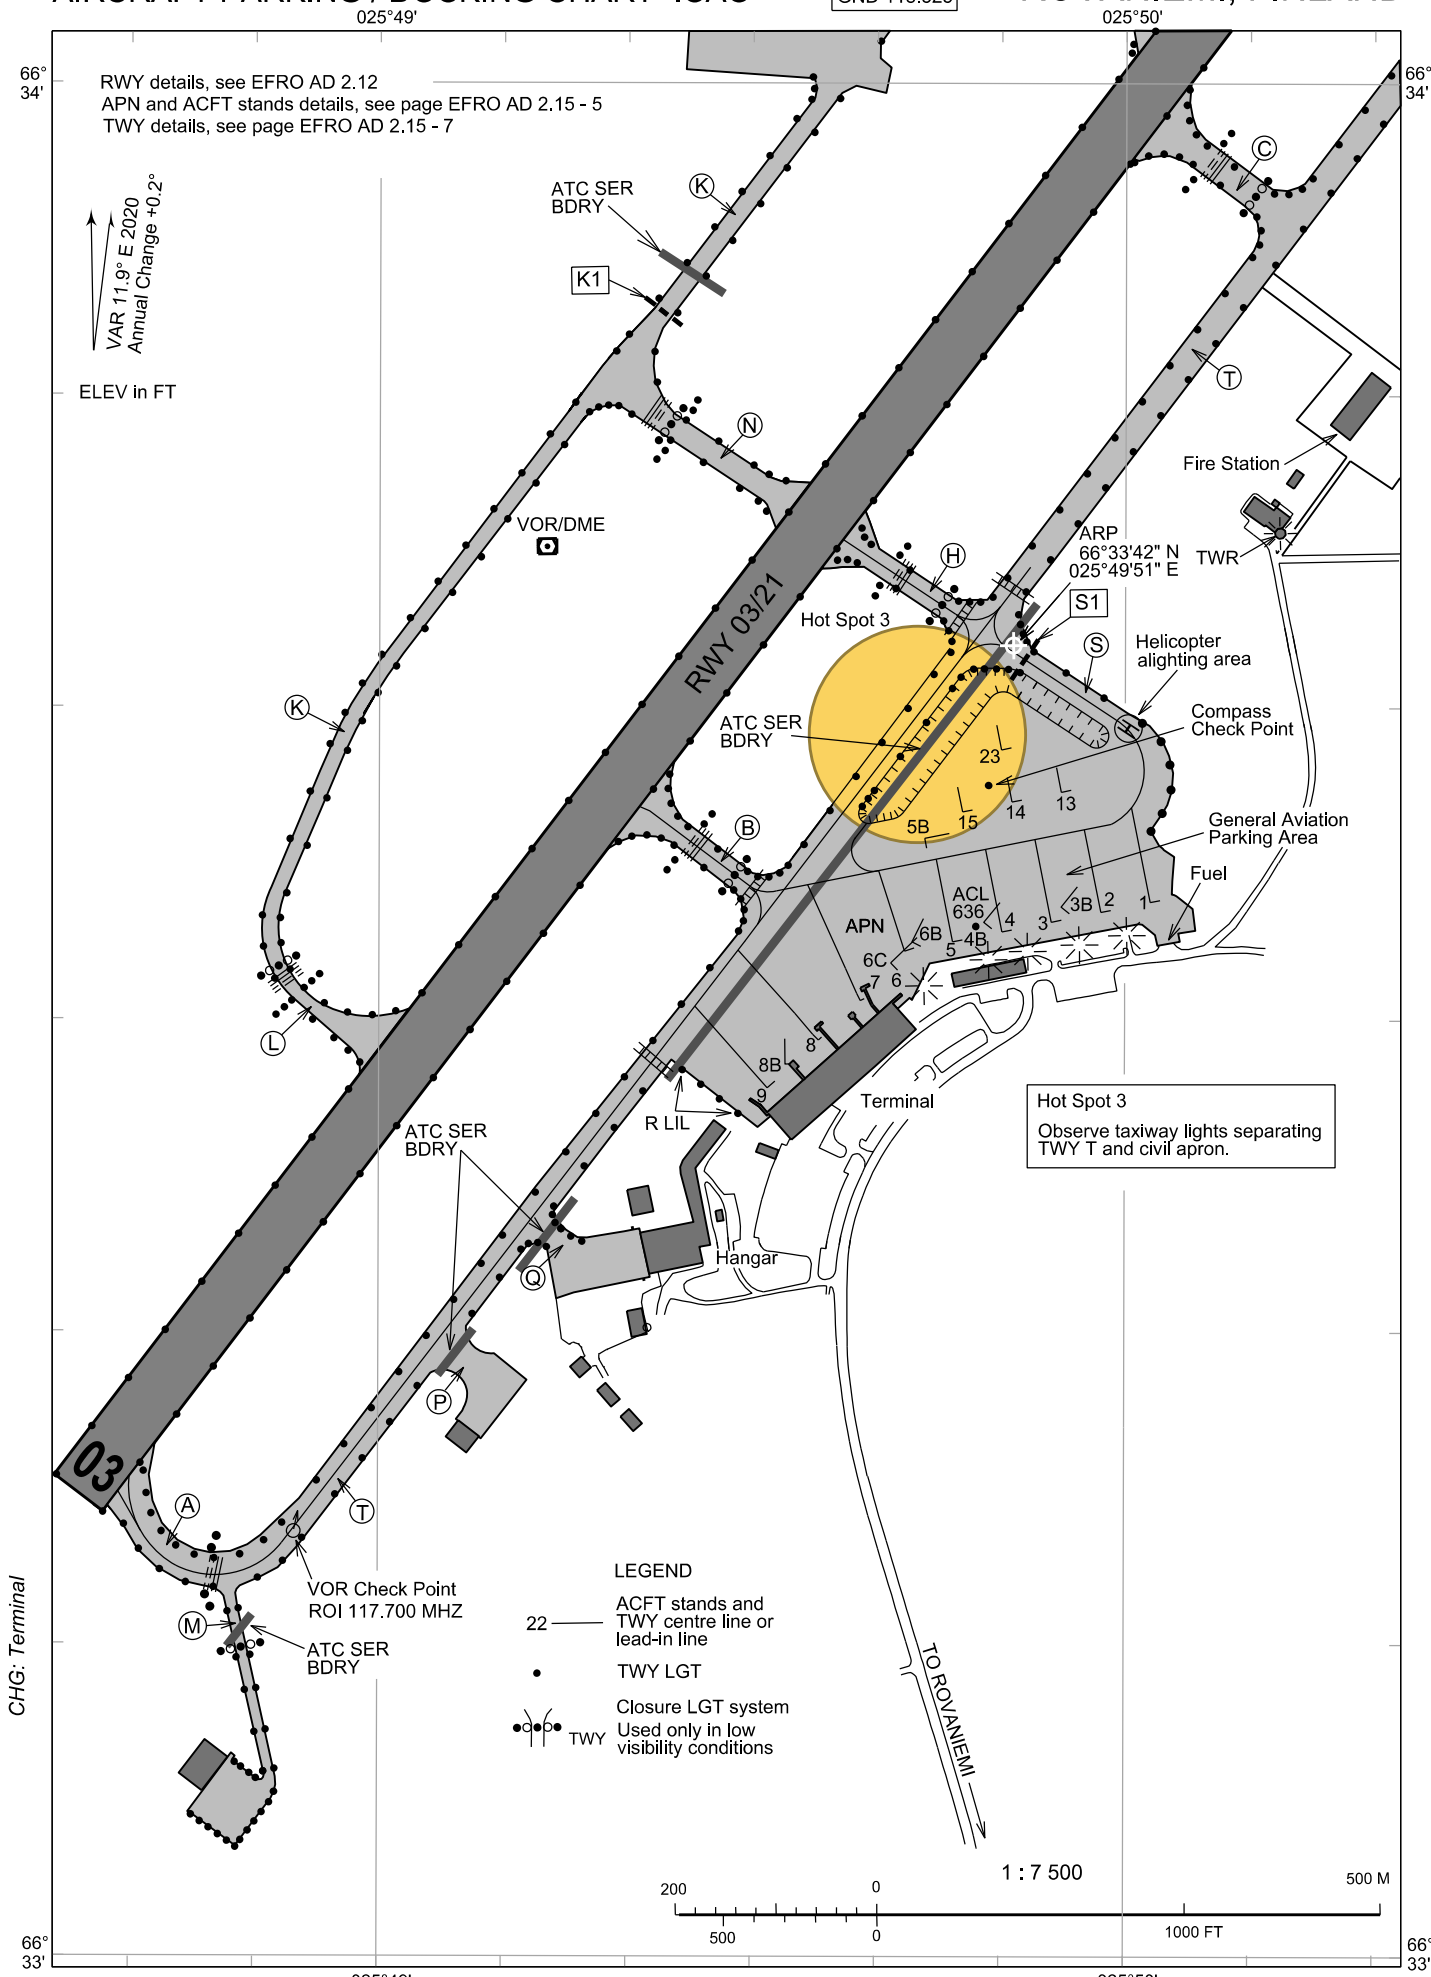 AIRCRAFT PARKING / DOCKING CHART - ICAO
ROVANIEMI, FINLAND
025°49'
025°50'
66°
34'
66°
34'
RWY details, see EFRO AD 2.12
APN and ACFT stands details, see page EFRO AD 2.15 - 5
TWY details, see page EFRO AD 2.15 - 7
VAR 11.9° E 2020
Annual Change +0.2°
ELEV in FT
ATC SER
BDRY
K
K1
C
T
N
Fire Station
VOR/DME
TWR
ARP
66°33'42" N
025°49'51" E
H
S1
RWY 03/21
Hot Spot 3
S
Helicopter
alighting area
H
K
ATC SER
BDRY
Compass
Check Point
23
13
14
15
5B
B
General Aviation
Parking Area
Fuel
ACL
636
APN
1
2
3B
3
4
4B
5
6B
6C
6
7
8
8B
9
L
R LIL
Terminal
Hot Spot 3
Observe taxiway lights separating
TWY T and civil apron.
ATC SER
BDRY
Q
Hangar
P
03
A
T
VOR Check Point
ROI 117.700 MHZ
M
ATC SER
BDRY
LEGEND
22
ACFT stands and
TWY centre line or
lead-in line
TWY LGT
TWY
Closure LGT system
Used only in low
visibility conditions
TO ROVANIEMI
CHG: Terminal
1 : 7 500
200
0
500 M
500
0
1000 FT
66°
33'
66°
33'